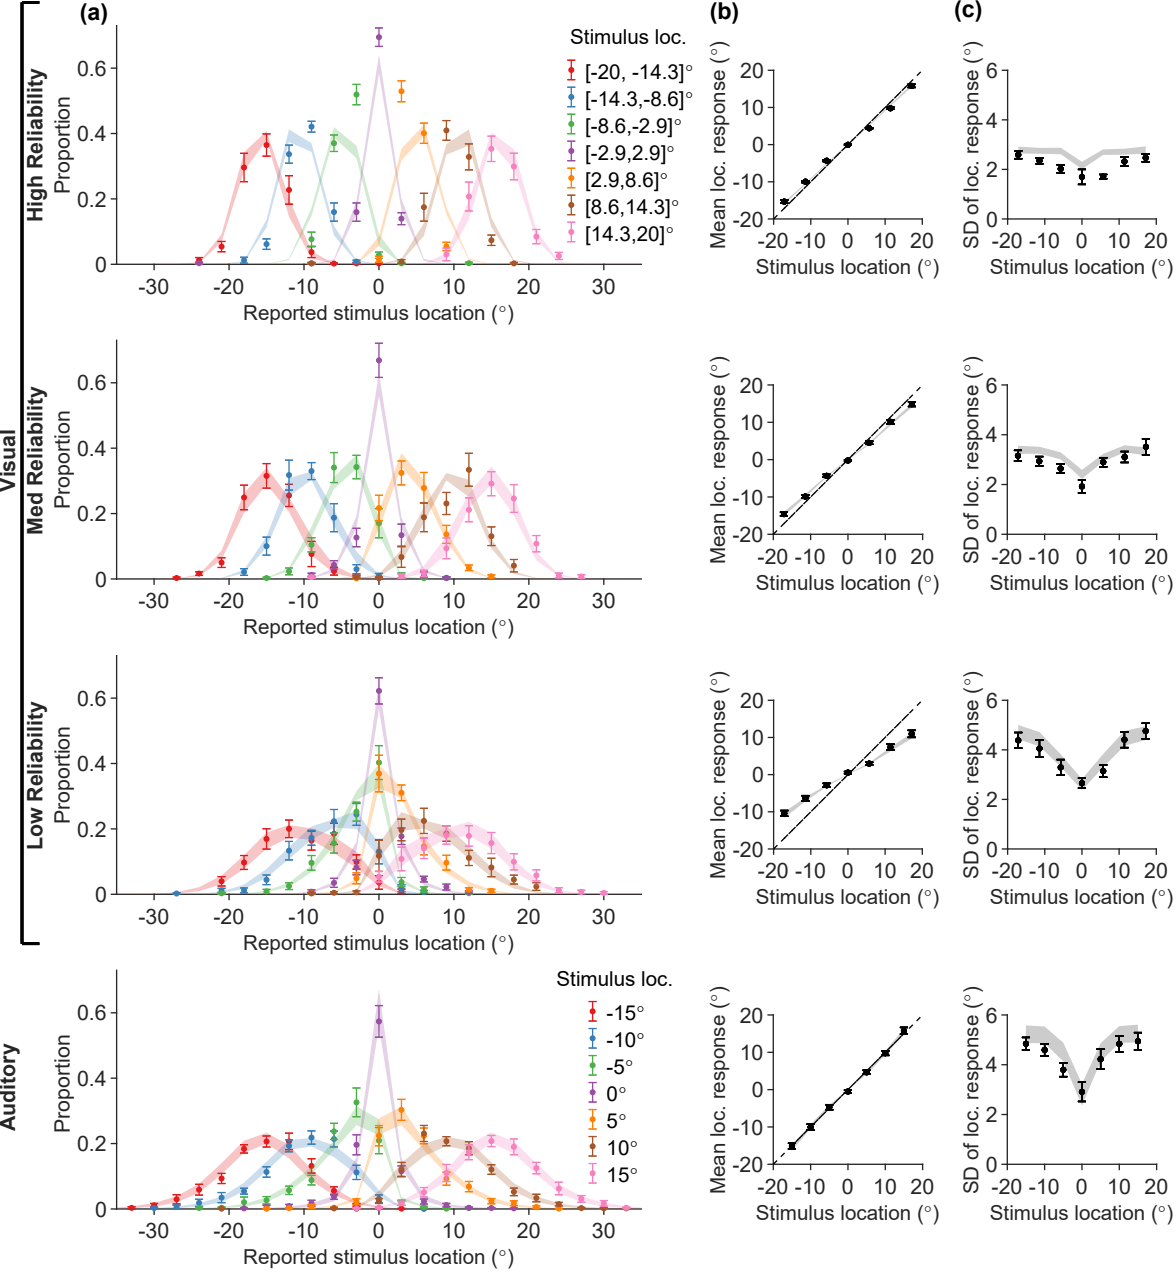 (a)
(b)
(c)
Visual
High Reliability
Proportion
0.6
0.4
0.2
0
-30
-20
-10
0
10
20
30
Reported stimulus location (°)
Stimulus loc.
[-20, -14.3]°
[-14.3,-8.6]°
[-8.6,-2.9]°
[-2.9,2.9]°
[2.9,8.6]°
[8.6,14.3]°
[14.3,20]°
Mean loc. response (°)
20
10
0
-10
-20
-20 -10 0 10 20
Stimulus location (°)
SD of loc. response (°)
6
4
2
0
-20 -10 0 10 20
Stimulus location (°)
Med Reliability
Proportion
0.6
0.4
0.2
0
-30
-20
-10
0
10
20
30
Reported stimulus location (°)
Mean loc. response (°)
20
10
0
-10
-20
-20 -10 0 10 20
Stimulus location (°)
SD of loc. response (°)
6
4
2
0
-20 -10 0 10 20
Stimulus location (°)
Low Reliability
Proportion
0.6
0.4
0.2
0
-30
-20
-10
0
10
20
30
Reported stimulus location (°)
Mean loc. response (°)
20
10
0
-10
-20
-20 -10 0 10 20
Stimulus location (°)
SD of loc. response (°)
6
4
2
0
-20 -10 0 10 20
Stimulus location (°)
Auditory
Proportion
0.6
0.4
0.2
0
-30
-20
-10
0
10
20
30
Reported stimulus location (°)
Stimulus loc.
-15°
-10°
-5°
0°
5°
10°
15°
Mean loc. response (°)
20
10
0
-10
-20
-20 -10 0 10 20
Stimulus location (°)
SD of loc. response (°)
6
4
2
0
-20 -10 0 10 20
Stimulus location (°)